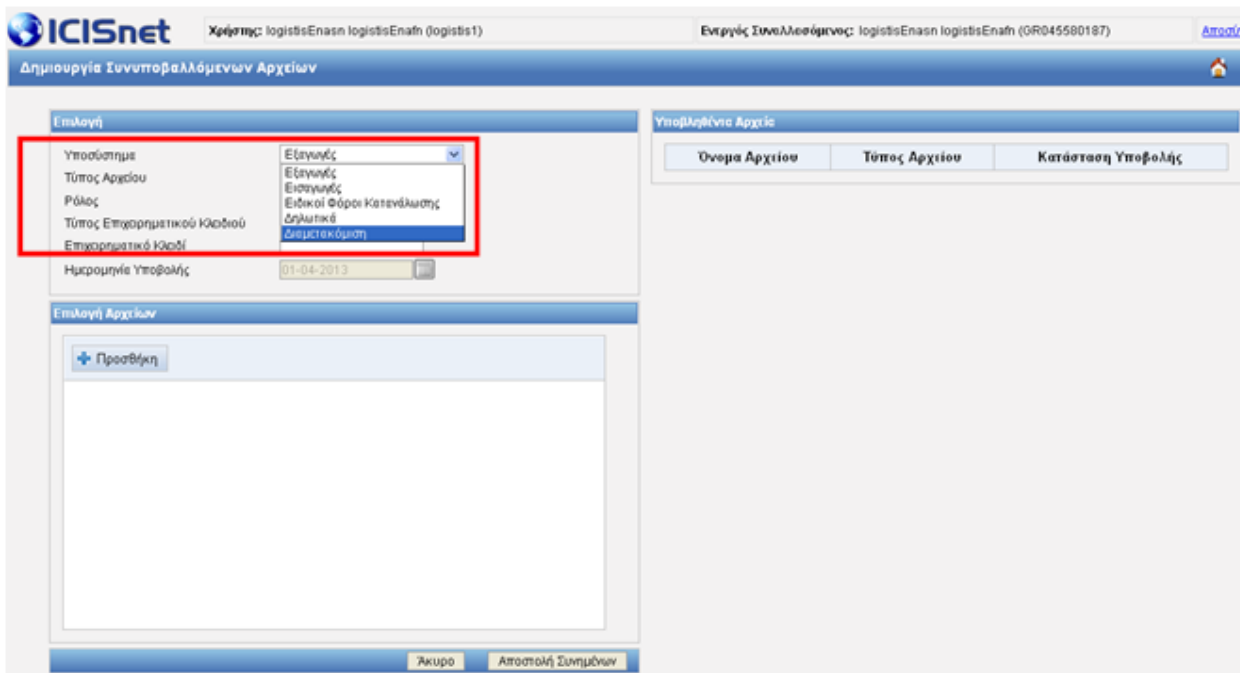 ICISnet Χρήστης: logistisEnasn logistisEnafn (logistis1) Ενεργός Συναλλασόμενος: logistisEnasn logistisEnafn (GR045580187)
Δημιουργία Συνυποβαλλόμενων Αρχείων
Επιλογή
Υποσύστημα Εξαγωγές
Τύπος Αρχείου
Ρόλος
Τύπος Επιχειρηματικού Κλειδιού
Επιχειρηματικό Κλειδί
Εξαγωγές
Εισαγωγές
Ειδικοί Φόροι Κατανάλωσης
Δηλωτικά
Διαμετακόμιση
Ημερομηνία Υποβολής 01-04-2013
Επιλογή Αρχείων
Προσθήκη
Άκυρο Αποστολή Συνημένων
Υποβληθέντα Αρχεία
Όνομα Αρχείου Τύπος Αρχείου Κατάσταση Υποβολής